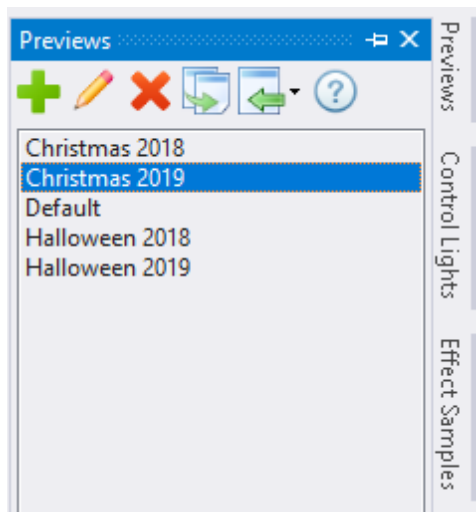 Previews
Christmas 2018
Christmas 2019
Default
Halloween 2018
Halloween 2019
Previews
Control Lights
Effect Samples